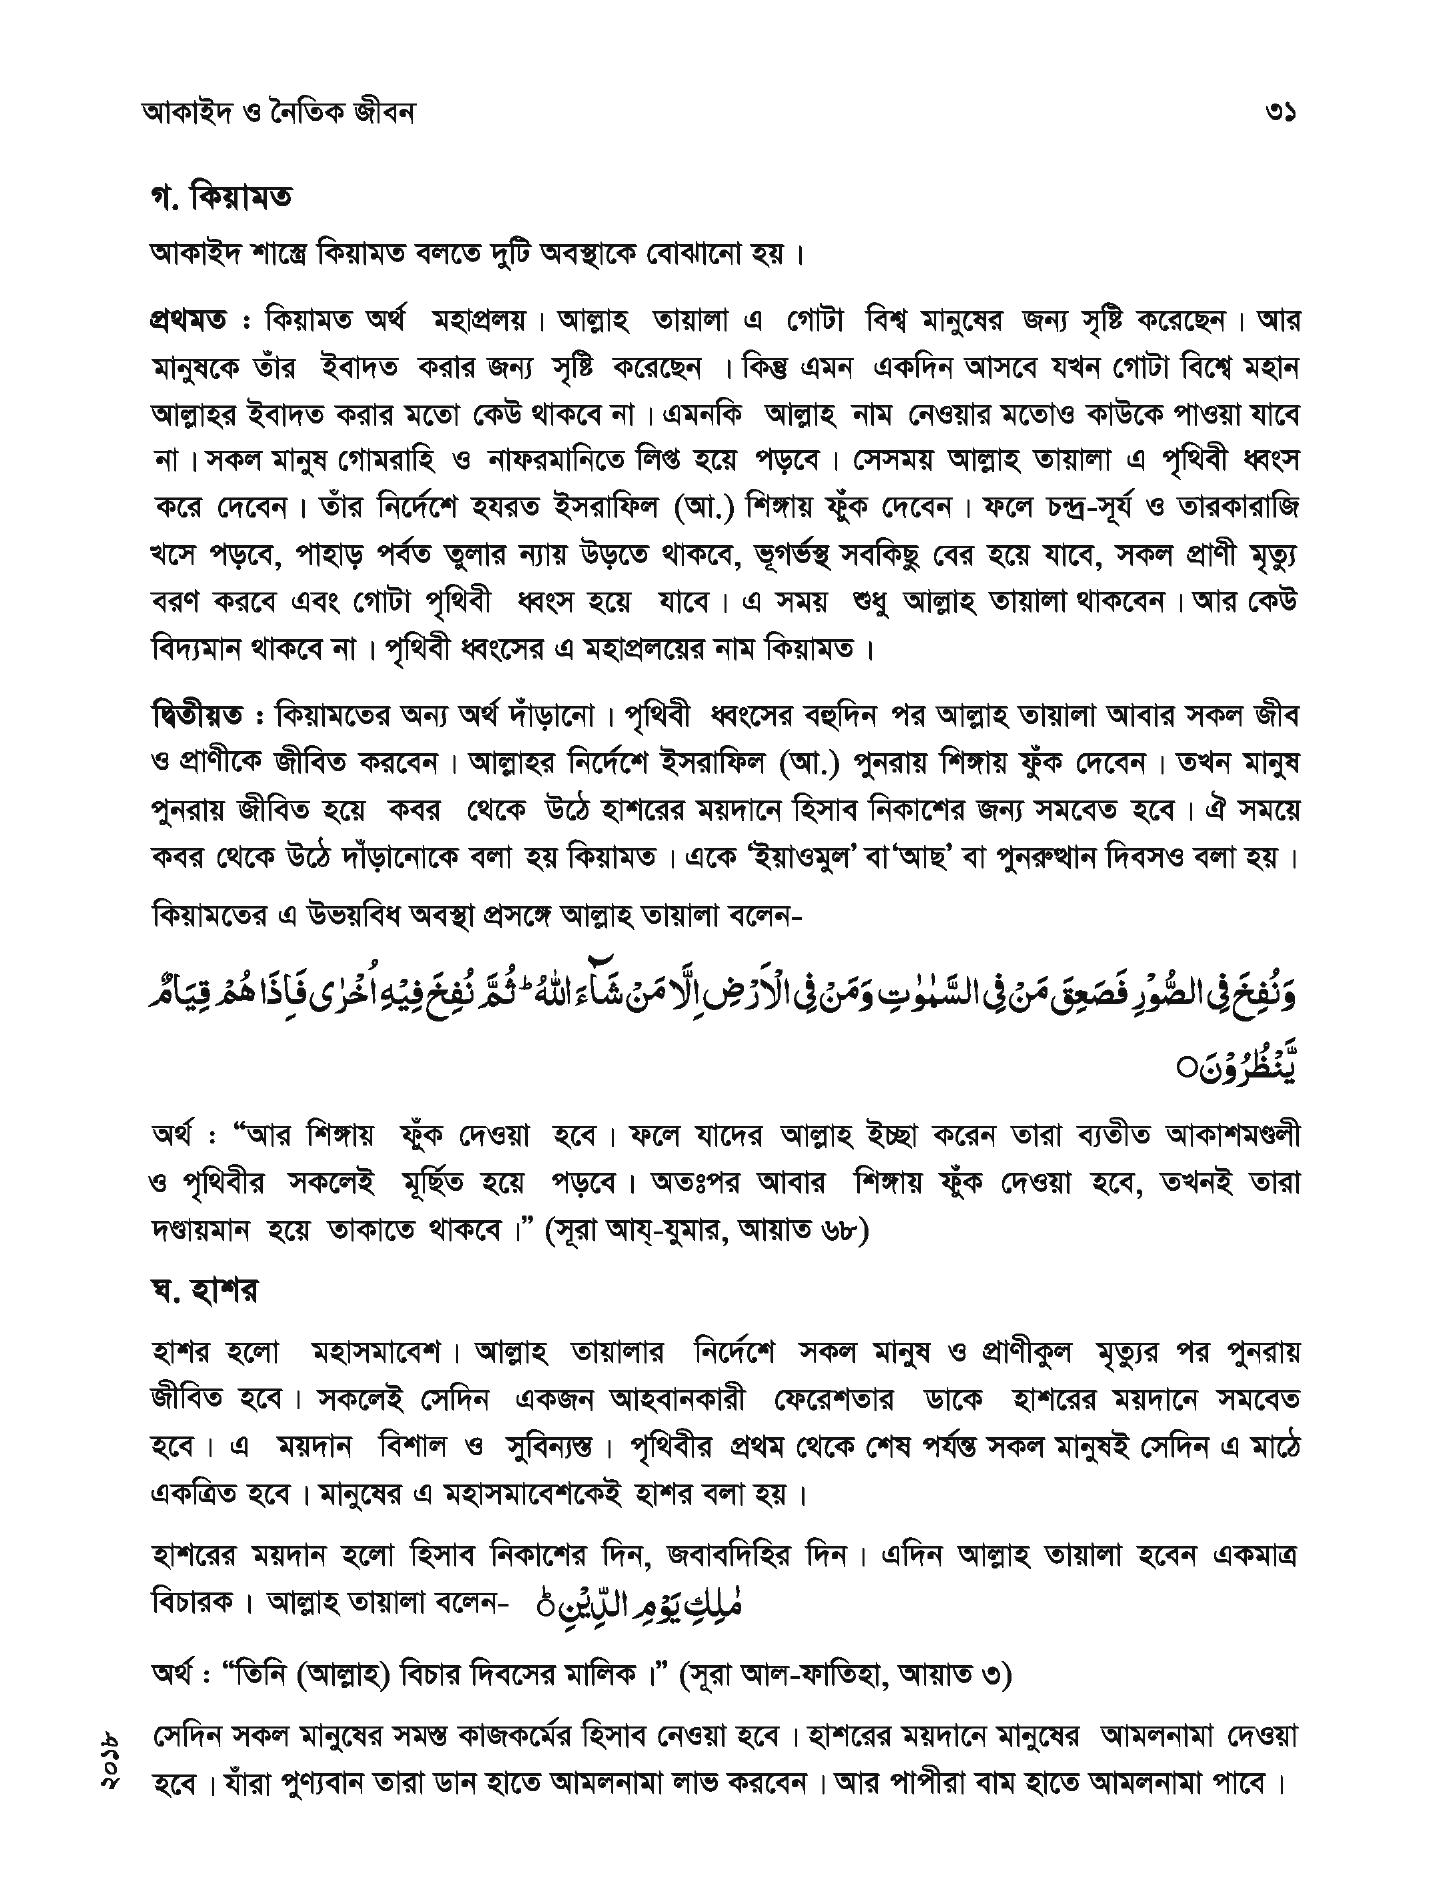 আকাইদ ও নৈতিক জীবন ৩১
গ. কিয়ামত
আকাইদ শাস্ত্রে কিয়ামত বলতে দুটি অবস্থাকে বোঝানো হয় ।
প্রথমত : কিয়ামত অর্থ মহাপ্রলয় । আল্লাহ তায়ালা এ গোটা বিশ্ব মানুষের জন্য সৃষ্টি করেছেন । আর
মানুষকে তাঁর ইবাদত করার জন্য সৃষ্টি করেছেন । কিন্তু এমন একদিন আসবে যখন গোটা বিশ্বে মহান
আল্লাহর ইবাদত করার মতো কেউ থাকবে না । এমনকি আল্লাহ নাম নেওয়ার মতোও কাউকে পাওয়া যাবে
না । সকল মানুষ গোমরাহি ও নাফরমানিতে লিপ্ত হয়ে পড়বে । সেসময় আল্লাহ তায়ালা এ পৃথিবী ধ্বংস
করে দেবেন । তাঁর নির্দেশে হযরত ইসরাফিল (আ.) শিঙ্গায় ফুঁক দেবেন । ফলে চন্দ্র-সূর্য ও তারকারাজি
খসে পড়বে, পাহাড় পর্বত তুলার ন্যায় উড়তে থাকবে, ভূগর্ভস্থ সবকিছু বের হয়ে যাবে, সকল প্রাণী মৃত্যু
বরণ করবে এবং গোটা পৃথিবী ধ্বংস হয়ে যাবে । এ সময় শুধু আল্লাহ তায়ালা থাকবেন । আর কেউ
বিদ্যমান থাকবে না । পৃথিবী ধ্বংসের এ মহাপ্রলয়ের নাম কিয়ামত ।
দ্বিতীয়ত : কিয়ামতের অন্য অর্থ দাঁড়ানো । পৃথিবী ধ্বংসের বহুদিন পর আল্লাহ তায়ালা আবার সকল জীব
ও প্রাণীকে জীবিত করবেন । আল্লাহর নির্দেশে ইসরাফিল (আ.) পুনরায় শিঙ্গায় ফুঁক দেবেন । তখন মানুষ
পুনরায় জীবিত হয়ে কবর থেকে উঠে হাশরের ময়দানে হিসাব নিকাশের জন্য সমবেত হবে । ঐ সময়ে
কবর থেকে উঠে দাঁড়ানোকে বলা হয় কিয়ামত । একে ‘ইয়াওমুল’ বা‘আছ’ বা পুনরুত্থান দিবসও বলা হয় ।
কিয়ামতের এ উভয়বিধ অবস্থা প্রসঙ্গে আল্লাহ তায়ালা বলেন-
وَنُفِخَ فِي الصُّوْرِ فَصَعِقَ مَنْ فِي السَّمٰوٰتِ وَمَنْ فِي الْاَرْضِ اِلَّا مَنْ شَآءَ اللّٰهُ ؕ ثُمَّ نُفِخَ فِيْهِ اُخْرٰى فَاِذَا هُمْ قِيَامٌ
يَّنْظُرُوْنَ ○
অর্থ : “আর শিঙ্গায় ফুঁক দেওয়া হবে । ফলে যাদের আল্লাহ ইচ্ছা করেন তারা ব্যতীত আকাশমণ্ডলী
ও পৃথিবীর সকলেই মূর্ছিত হয়ে পড়বে । অতঃপর আবার শিঙ্গায় ফুঁক দেওয়া হবে, তখনই তারা
দণ্ডায়মান হয়ে তাকাতে থাকবে ।” (সূরা আয্-যুমার, আয়াত ৬৮)
ঘ. হাশর
হাশর হলো মহাসমাবেশ । আল্লাহ তায়ালার নির্দেশে সকল মানুষ ও প্রাণীকুল মৃত্যুর পর পুনরায়
জীবিত হবে । সকলেই সেদিন একজন আহবানকারী ফেরেশতার ডাকে হাশরের ময়দানে সমবেত
হবে । এ ময়দান বিশাল ও সুবিন্যস্ত । পৃথিবীর প্রথম থেকে শেষ পর্যন্ত সকল মানুষই সেদিন এ মাঠে
একত্রিত হবে । মানুষের এ মহাসমাবেশকেই হাশর বলা হয় ।
হাশরের ময়দান হলো হিসাব নিকাশের দিন, জবাবদিহির দিন । এদিন আল্লাহ তায়ালা হবেন একমাত্র
বিচারক । আল্লাহ তায়ালা বলেন- مٰلِكِ يَوْمِ الدِّيْنِ ؕ○
অর্থ : “তিনি (আল্লাহ) বিচার দিবসের মালিক ।” (সূরা আল-ফাতিহা, আয়াত ৩)
সেদিন সকল মানুষের সমস্ত কাজকর্মের হিসাব নেওয়া হবে । হাশরের ময়দানে মানুষের আমলনামা দেওয়া
হবে । যাঁরা পুণ্যবান তারা ডান হাতে আমলনামা লাভ করবেন । আর পাপীরা বাম হাতে আমলনামা পাবে ।
২০১৮